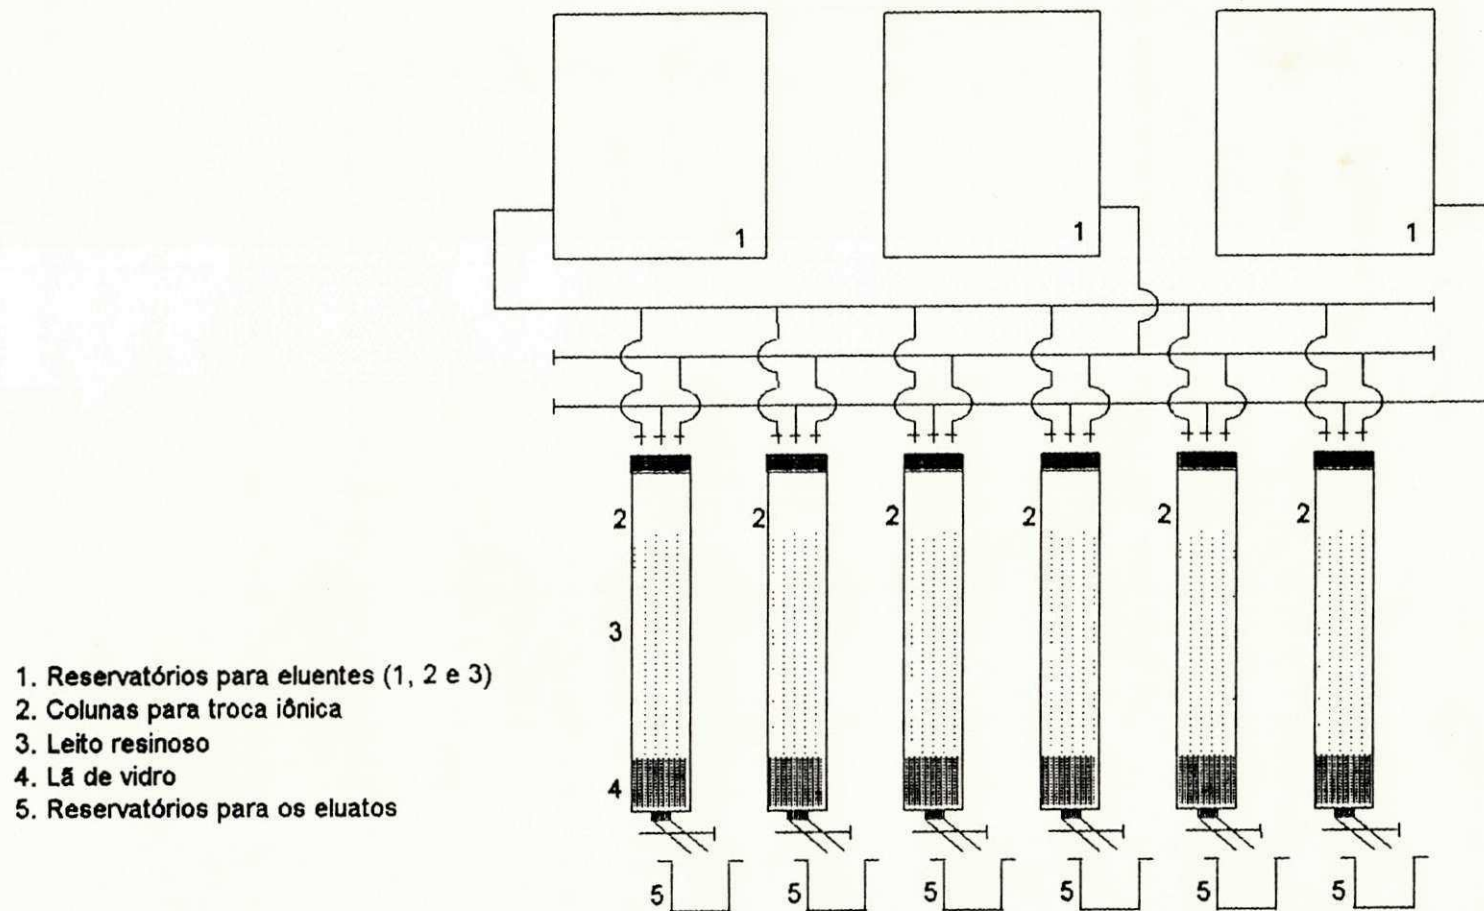 1 1 1
2 2 2 2 2 2
3
1. Reservatórios para eluentes (1, 2 e 3)
2. Colunas para troca iônica
3. Leito resinoso
4. Lã de vidro
4
5. Reservatórios para os eluatos
5 5 5 5 5 5